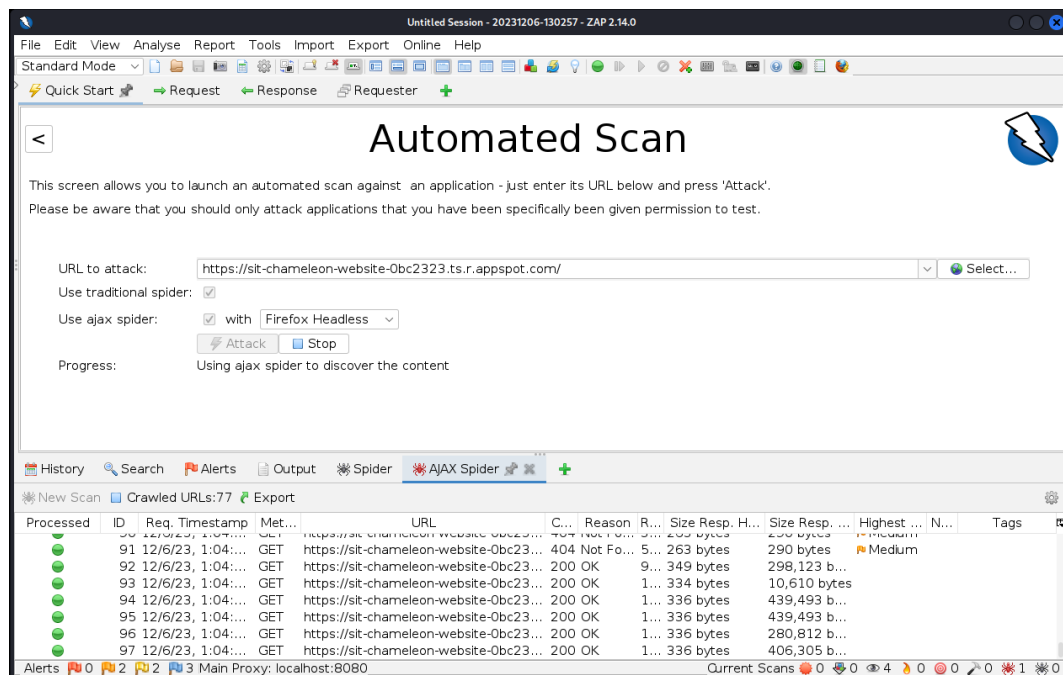 Untitled Session - 20231206-130257 - ZAP 2.14.0
File Edit View Analyse Report Tools Import Export Online Help
Standard Mode
Quick Start Request Response Requester
<
Automated Scan
This screen allows you to launch an automated scan against an application - just enter its URL below and press 'Attack'.
Please be aware that you should only attack applications that you have been specifically been given permission to test.
URL to attack: https://sit-chameleon-website-0bc2323.ts.r.appspot.com/ Select...
Use traditional spider:
Use ajax spider: with Firefox Headless
Attack Stop
Progress: Using ajax spider to discover the content
History Search Alerts Output Spider AJAX Spider
New Scan Crawled URLs:77 Export
Processed ID Req. Timestamp Met... URL C... Reason R... Size Resp. H... Size Resp. ... Highest ... N... Tags
91 12/6/23, 1:04:... GET https://sit-chameleon-website-0bc23... 404 Not Fo... 5... 263 bytes 290 bytes Medium
92 12/6/23, 1:04:... GET https://sit-chameleon-website-0bc23... 200 OK 9... 349 bytes 298,123 b...
93 12/6/23, 1:04:... GET https://sit-chameleon-website-0bc23... 200 OK 1... 334 bytes 10,610 bytes
94 12/6/23, 1:04:... GET https://sit-chameleon-website-0bc23... 200 OK 1... 336 bytes 439,493 b...
95 12/6/23, 1:04:... GET https://sit-chameleon-website-0bc23... 200 OK 1... 336 bytes 439,493 b...
96 12/6/23, 1:04:... GET https://sit-chameleon-website-0bc23... 200 OK 1... 336 bytes 280,812 b...
97 12/6/23, 1:04:... GET https://sit-chameleon-website-0bc23... 200 OK 1... 336 bytes 406,305 b...
Alerts 0 2 2 3 Main Proxy: localhost:8080 Current Scans 0 0 4 0 0 0 1 0